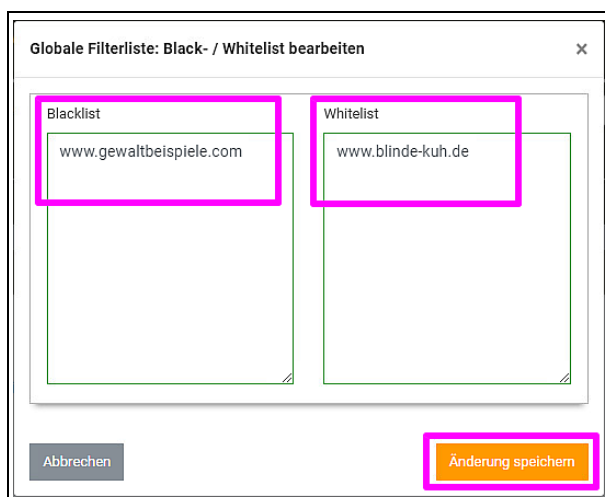 Globale Filterliste: Black- / Whitelist bearbeiten ×
Blacklist Whitelist
www.gewaltbeispiele.com www.blinde-kuh.de
Abbrechen Änderung speichern